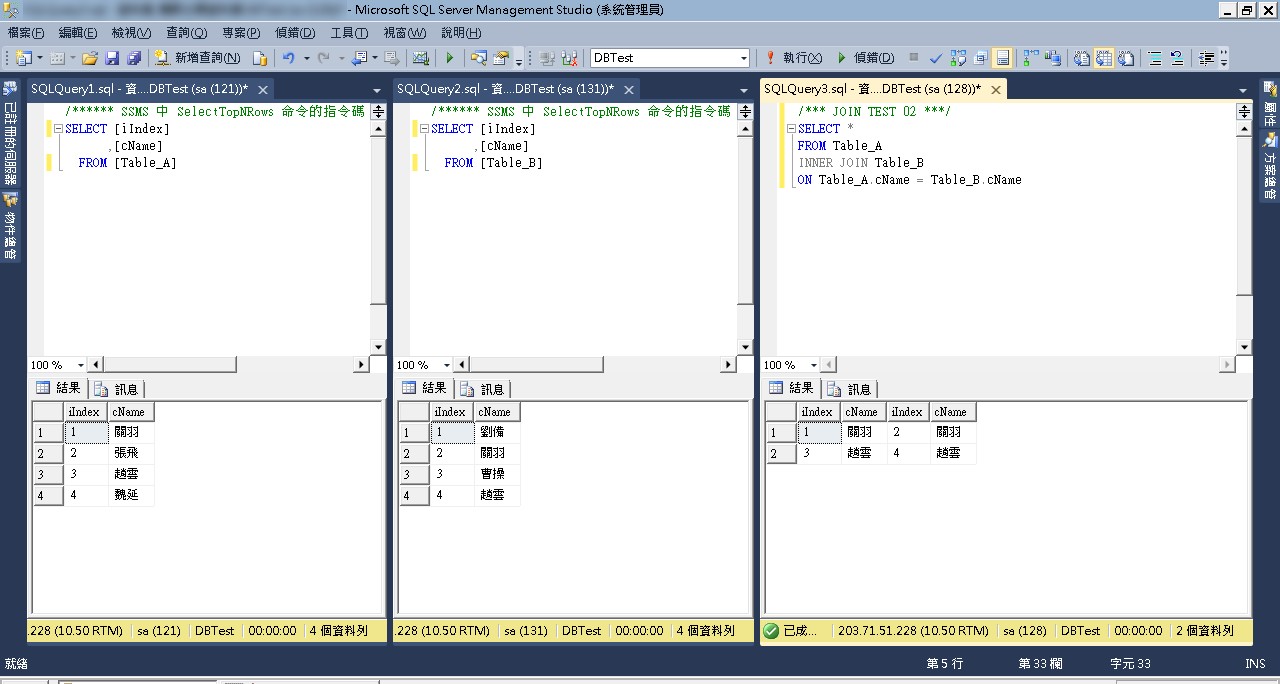 - Microsoft SQL Server Management Studio (系統管理員)
檔案(F) 編輯(E) 檢視(V) 查詢(Q) 專案(P) 偵錯(D) 工具(T) 視窗(W) 說明(H)
新增查詢(N) DBTest 執行(X) 偵錯(D)
已註冊的伺服器
物件總管
SQLQuery1.sql - 資...DBTest (sa (121))*
/****** SSMS 中 SelectTopNRows 命令的指令碼
SELECT [iIndex]
,[cName]
FROM [Table_A]
100 %
結果 訊息
iIndex cName
1 1 關羽
2 2 張飛
3 3 趙雲
4 4 魏延
.228 (10.50 RTM) sa (121) DBTest 00:00:00 4 個資料列
SQLQuery2.sql - 資...DBTest (sa (131))*
/****** SSMS 中 SelectTopNRows 命令的指令碼
SELECT [iIndex]
,[cName]
FROM [Table_B]
100 %
結果 訊息
iIndex cName
1 1 劉備
2 2 關羽
3 3 曹操
4 4 趙雲
.228 (10.50 RTM) sa (131) DBTest 00:00:00 4 個資料列
SQLQuery3.sql - 資...DBTest (sa (128))*
/*** JOIN TEST 02 ***/
SELECT *
FROM Table_A
INNER JOIN Table_B
ON Table_A.cName = Table_B.cName
100 %
結果 訊息
iIndex cName iIndex cName
1 1 關羽 2 關羽
2 3 趙雲 4 趙雲
已成... 203.71.51.228 (10.50 RTM) sa (128) DBTest 00:00:00 2 個資料列
屬性
方案總管
就緒 第 5 行 第 33 欄 字元 33 INS